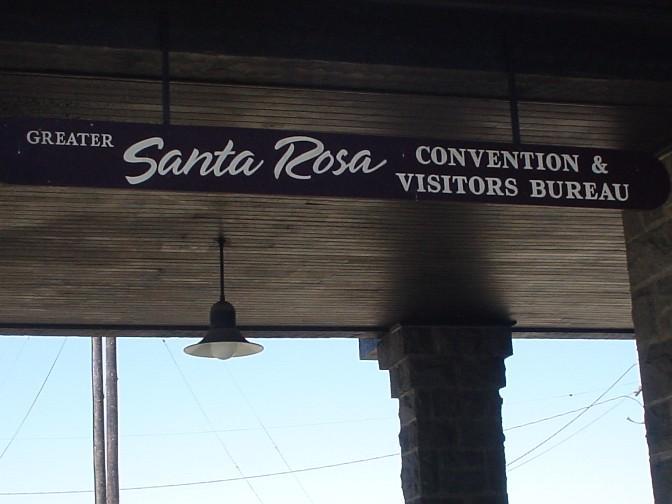 GREATER Santa Rosa CONVENTION &
VISITORS BUREAU